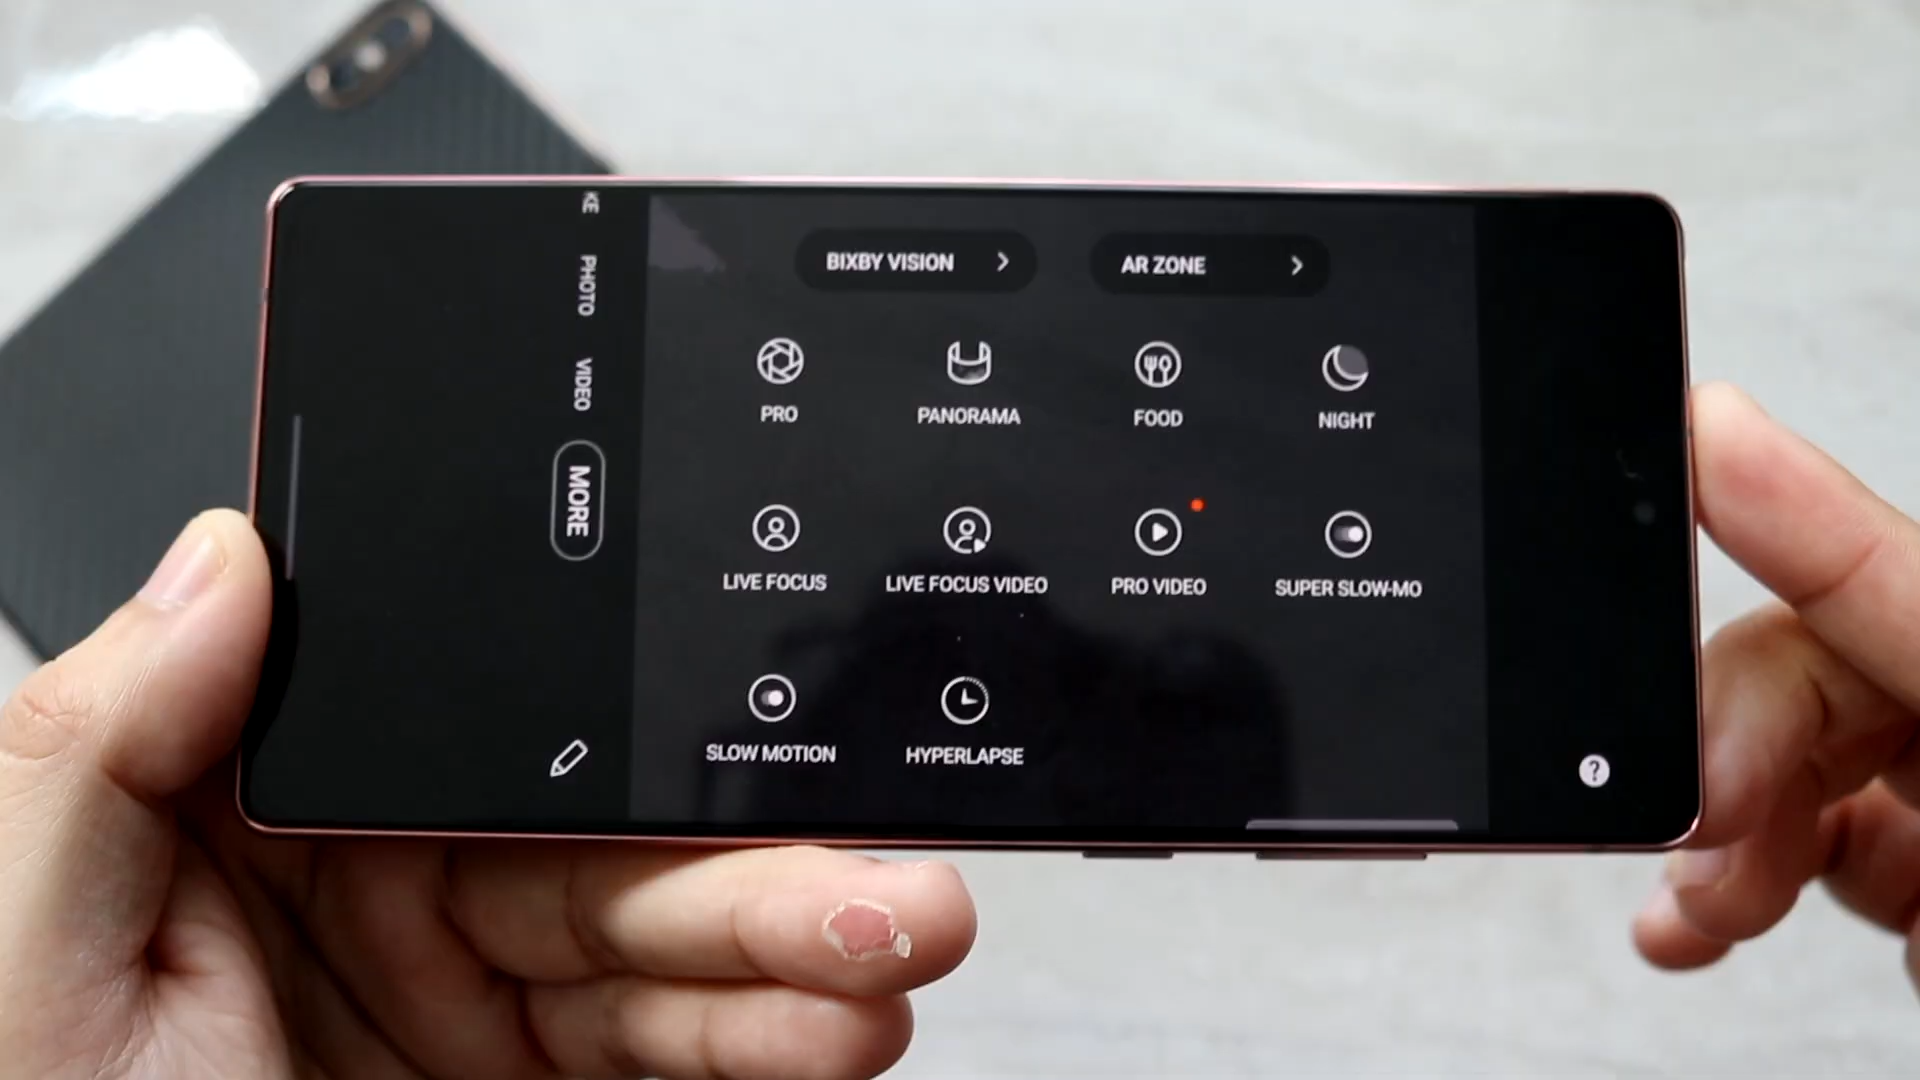 KE
PHOTO
VIDEO
MORE
BIXBY VISION
AR ZONE
PRO
PANORAMA
FOOD
NIGHT
LIVE FOCUS
LIVE FOCUS VIDEO
PRO VIDEO
SUPER SLOW-MO
SLOW MOTION
HYPERLAPSE
?